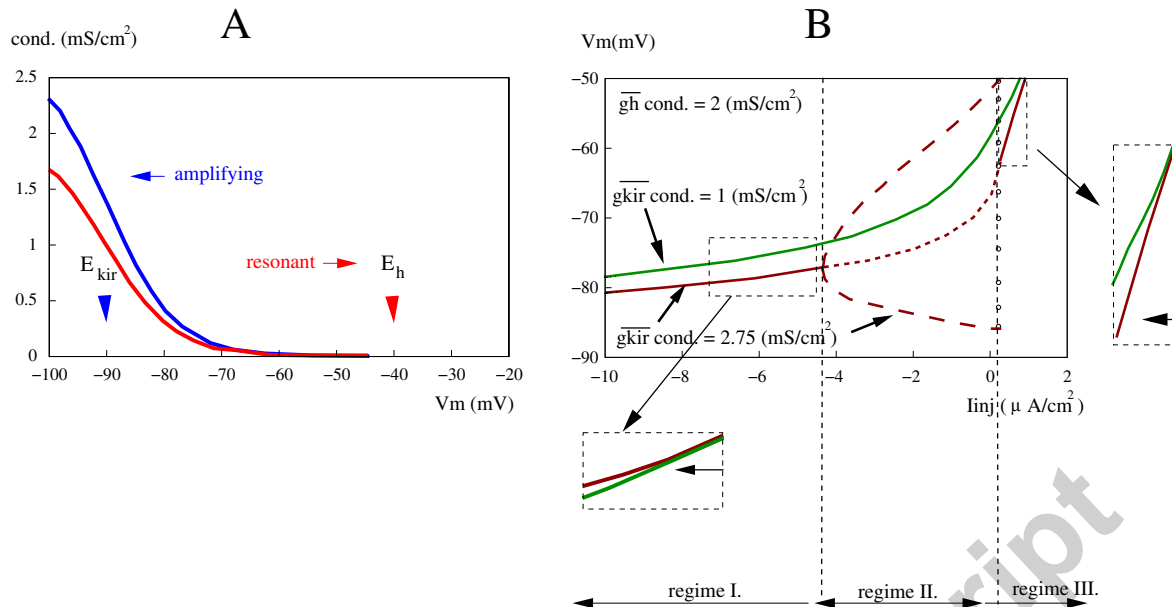 A
cond. (mS/cm²)
2.5
2
1.5
1
0.5
0
amplifying
resonant
E kir
E h
−100 −90 −80 −70 −60 −50 −40 −30 −20
Vm (mV)
B
Vm(mV)
−50
−60
−70
−80
−90
gh cond. = 2 (mS/cm²)
gkir cond. = 1 (mS/cm²)
gkir cond. = 2.75 (mS/cm²)
−10 −8 −6 −4 −2 0 2
Iinj ( μ A/cm²)
regime I. regime II. regime III.
ript